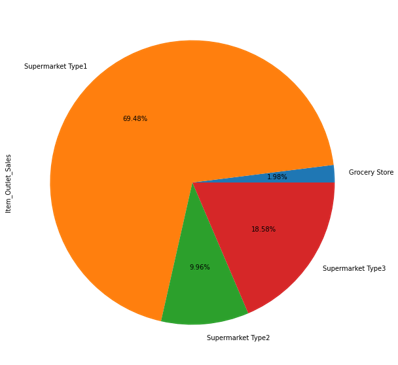 Supermarket Type1
69.48%
Grocery Store
1.98%
Item_Outlet_Sales
18.58%
Supermarket Type3
9.96%
Supermarket Type2